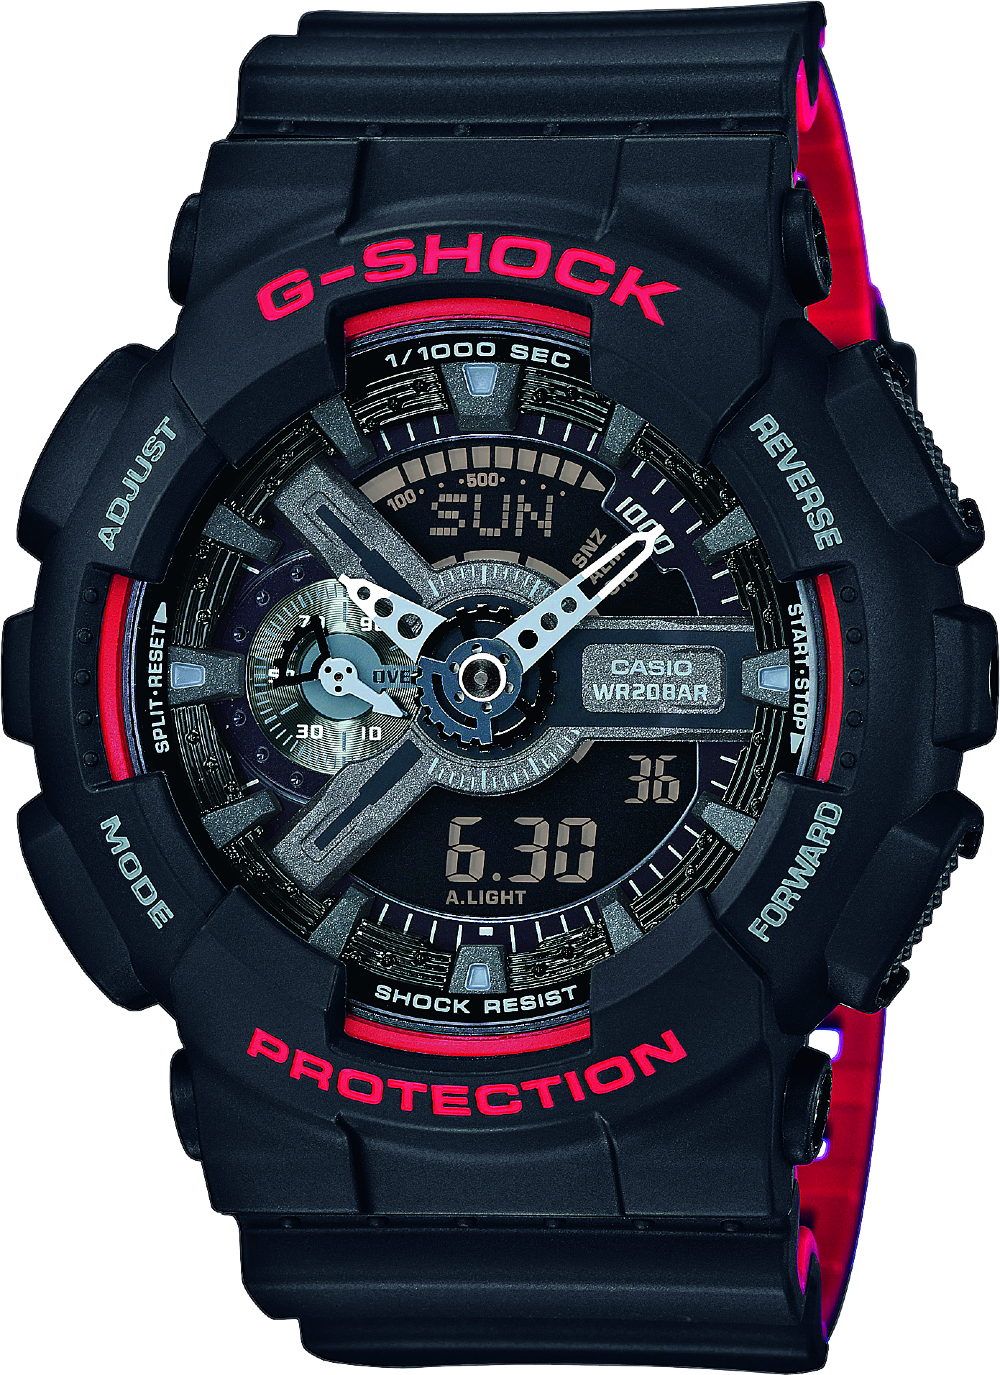 G-SHOCK
1/1000 SEC
ADJUST
REVERSE
100 · 500 ·
1000
SUN
SNZ
SPLIT·RESET
START·STOP
CASIO
WR20BAR
30 10
36
6.30
A.LIGHT
MODE
FORWARD
SHOCK RESIST
PROTECTION